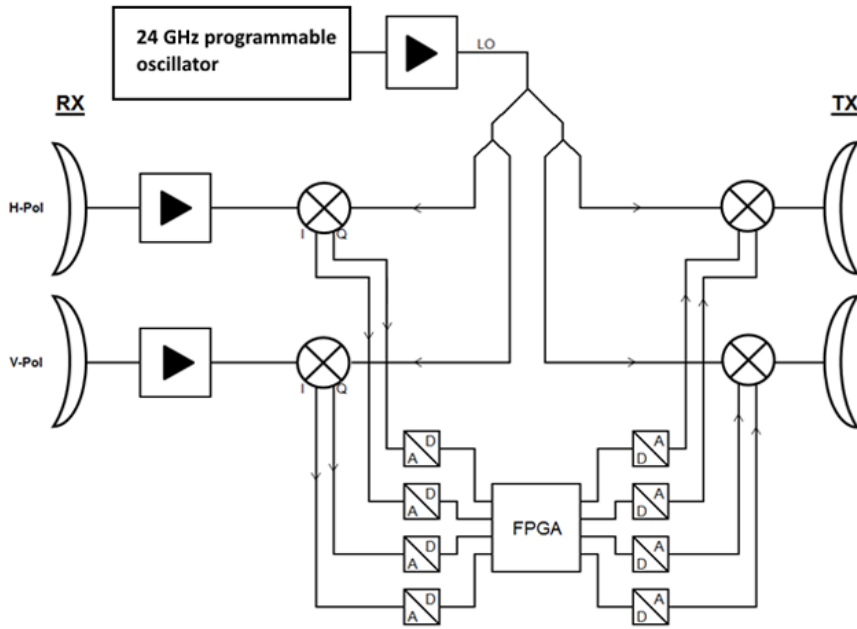 24 GHz programmable
oscillator
LO
RX
TX
H-Pol
I
Q
V-Pol
I
Q
D
A
A
D
D
A
A
D
FPGA
D
A
A
D
D
A
A
D